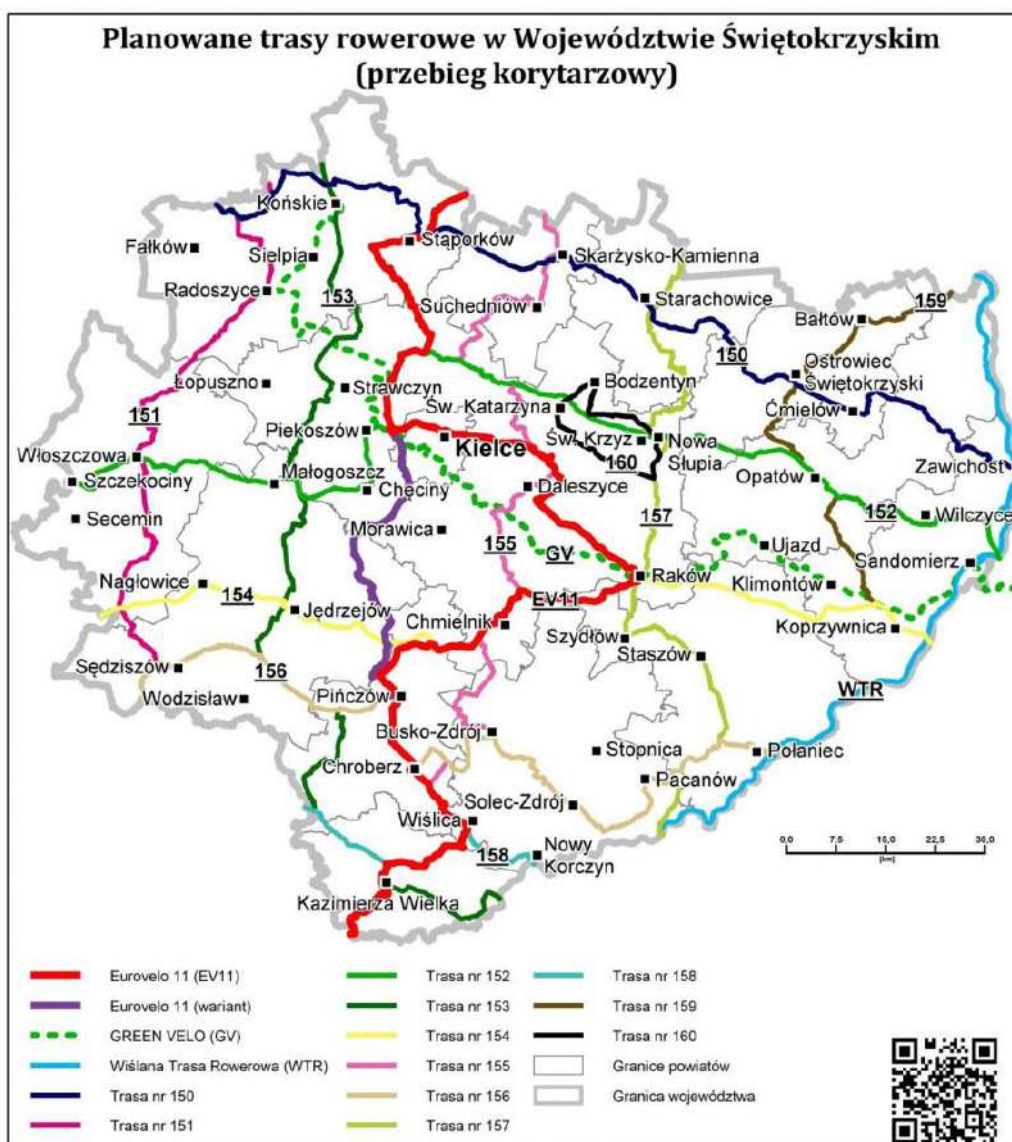 Planowane trasy rowerowe w Województwie Świętokrzyskim
(przebieg korytarzowy)
Końskie
Fałków
Sielpia
Stąporków
Skarżysko-Kamienna
Radoszyce
153
Suchedniów
Starachowice
159
Bałtów
150
Ostrowiec
Świętokrzyski
Łopuszno
Strawczyn
Bodzentyn
Św. Katarzyna
Ćmielów
151
Piekoszów
Kielce
Św. Krzyz
160
Nowa
Słupia
Zawichost
Włoszczowa
Szczekociny
Małogoszcz
Chęciny
Daleszyce
Opatów
152
Wilczyce
Secemin
Morawica
155
157
GV
Ujazd
Sandomierz
Nagłowice
154
Jędrzejów
Raków
Klimontów
EV11
Chmielnik
Szydłów
Koprzywnica
Sędziszów
156
Staszów
Wodzisław
Pińczów
WTR
Busko-Zdrój
Stopnica
Połaniec
Chroberz
Pacanów
Solec-Zdrój
Wiślica
158
Nowy
Korczyn
0,0 7,5 15,0 22,5 30,0
[km]
Kazimierza Wielka
Eurovelo 11 (EV11)
Eurovelo 11 (wariant)
GREEN VELO (GV)
Wiślana Trasa Rowerowa (WTR)
Trasa nr 150
Trasa nr 151
Trasa nr 152
Trasa nr 153
Trasa nr 154
Trasa nr 155
Trasa nr 156
Trasa nr 157
Trasa nr 158
Trasa nr 159
Trasa nr 160
Granice powiatów
Granica województwa